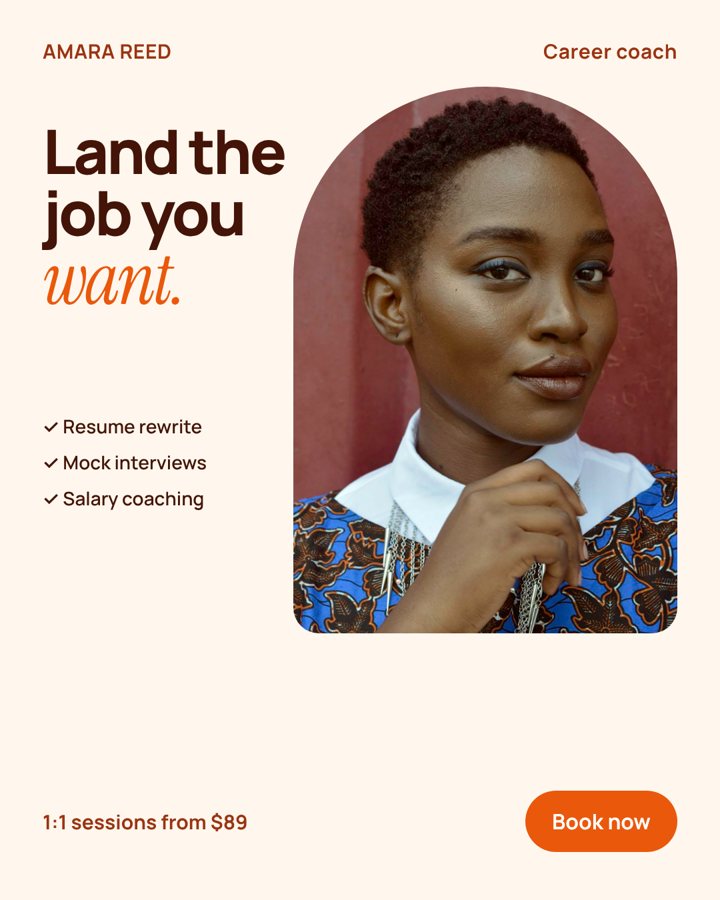 AMARA REED
Career coach
Land the
job you
want.
✓ Resume rewrite
✓ Mock interviews
✓ Salary coaching
1:1 sessions from $89
Book now